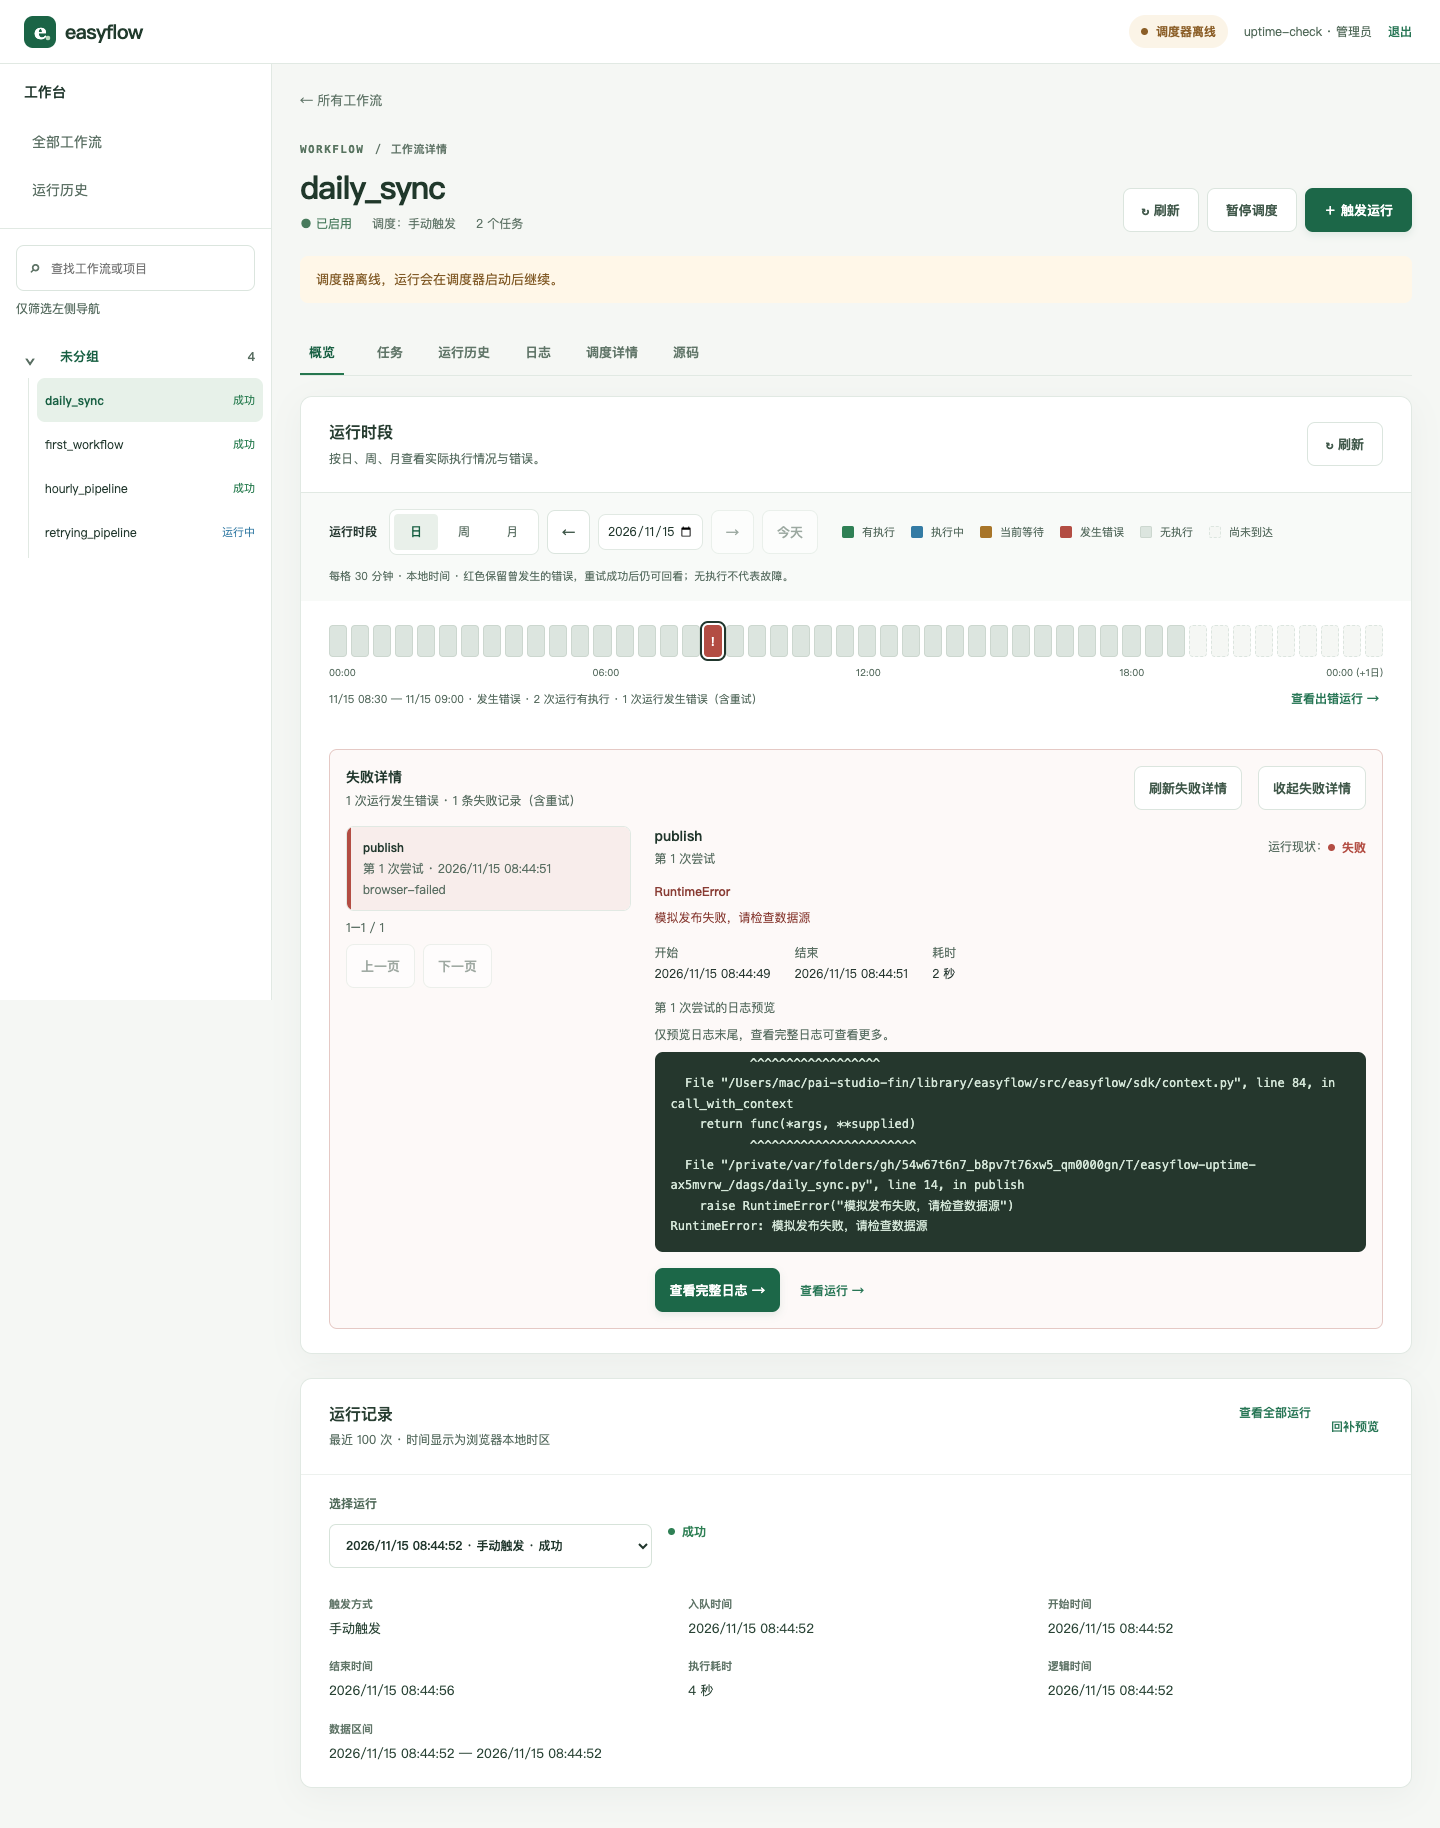 e. easyflow
调度器离线
uptime-check · 管理员
退出
工作台
全部工作流
运行历史
查找工作流或项目
仅筛选左侧导航
未分组 4
daily_sync 成功
first_workflow 成功
hourly_pipeline 成功
retrying_pipeline 运行中
← 所有工作流
WORKFLOW / 工作流详情
daily_sync
已启用 调度：手动触发 2 个任务
↻ 刷新
暂停调度
+ 触发运行
调度器离线，运行会在调度器启动后继续。
概览 任务 运行历史 日志 调度详情 源码
运行时段
按日、周、月查看实际执行情况与错误。
↻ 刷新
运行时段 日 周 月 ← 2026/11/15 → 今天
有执行 执行中 当前等待 发生错误 无执行 尚未到达
每格 30 分钟 · 本地时间 · 红色保留曾发生的错误，重试成功后仍可回看；无执行不代表故障。
!
00:00 06:00 12:00 18:00 00:00 (+1日)
11/15 08:30 — 11/15 09:00 · 发生错误 · 2 次运行有执行 · 1 次运行发生错误（含重试）
查看出错运行 →
失败详情
1 次运行发生错误 · 1 条失败记录（含重试）
刷新失败详情
收起失败详情
publish
第 1 次尝试 · 2026/11/15 08:44:51
browser-failed
1–1 / 1
上一页 下一页
publish
第 1 次尝试
运行现状： 失败
RuntimeError
模拟发布失败，请检查数据源
开始 结束 耗时
2026/11/15 08:44:49 2026/11/15 08:44:51 2 秒
第 1 次尝试的日志预览
仅预览日志末尾，查看完整日志可查看更多。
^^^^^^^^^^^^^^^^^^
File "/Users/mac/pai-studio-fin/library/easyflow/src/easyflow/sdk/context.py", line 84, in
call_with_context
return func(*args, **supplied)
^^^^^^^^^^^^^^^^^^^^^^^
File "/private/var/folders/gh/54w67t6n7_b8pv7t76xw5_qm0000gn/T/easyflow-uptime-
ax5mvrw_/dags/daily_sync.py", line 14, in publish
raise RuntimeError("模拟发布失败，请检查数据源")
RuntimeError: 模拟发布失败，请检查数据源
查看完整日志 →
查看运行 →
运行记录
最近 100 次 · 时间显示为浏览器本地时区
查看全部运行
回补预览
选择运行
2026/11/15 08:44:52 · 手动触发 · 成功
成功
触发方式 入队时间 开始时间
手动触发 2026/11/15 08:44:52 2026/11/15 08:44:52
结束时间 执行耗时 逻辑时间
2026/11/15 08:44:56 4 秒 2026/11/15 08:44:52
数据区间
2026/11/15 08:44:52 — 2026/11/15 08:44:52